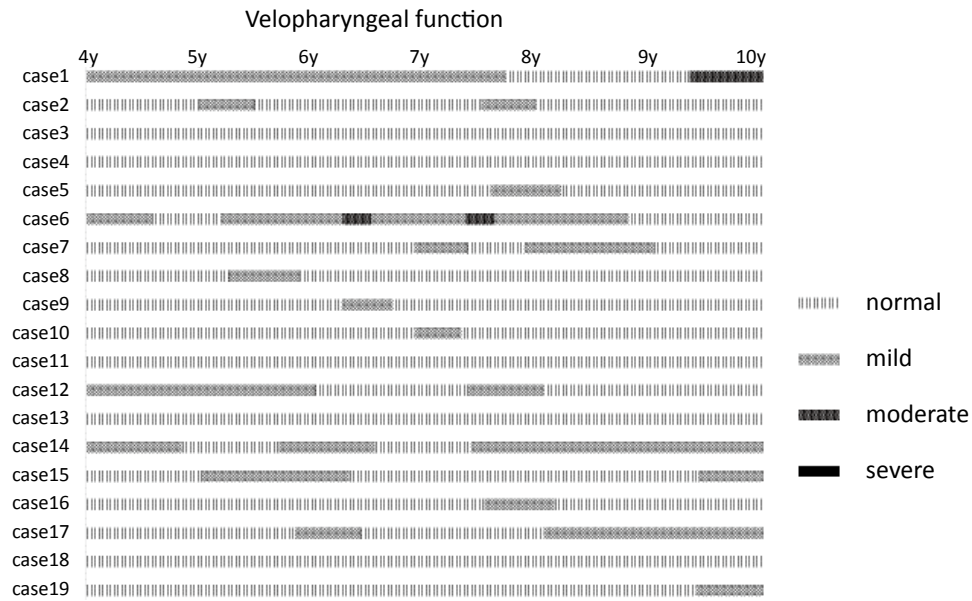 Velopharyngeal function
4y 5y 6y 7y 8y 9y 10y
case1
case2
case3
case4
case5
case6
case7
case8
case9
case10
case11
case12
case13
case14
case15
case16
case17
case18
case19
normal
mild
moderate
severe